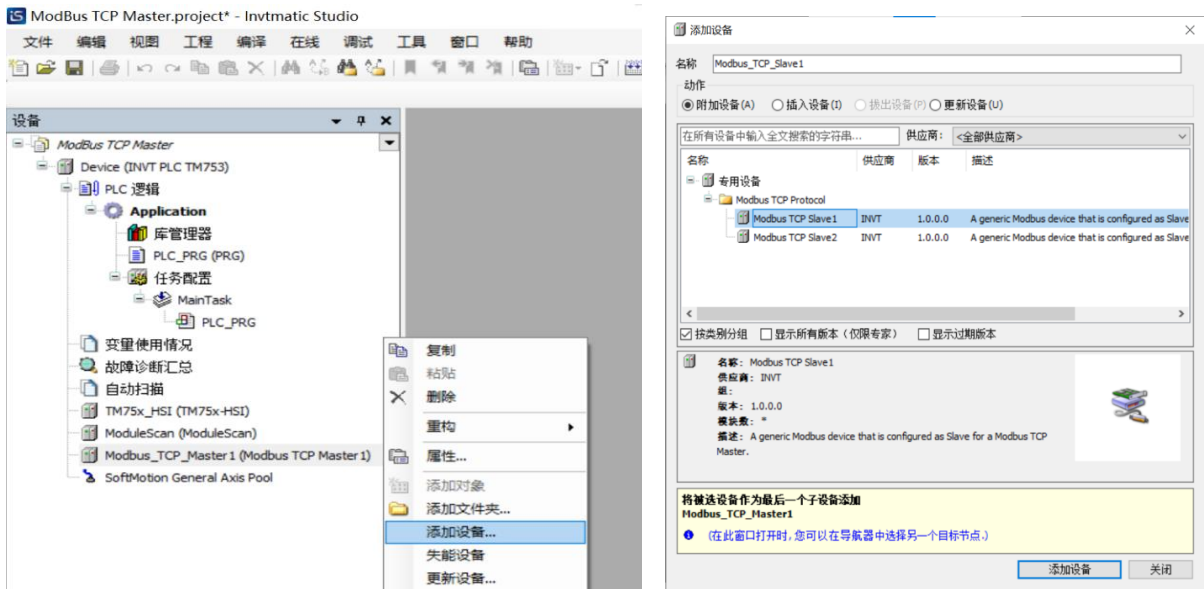 ModBus TCP Master.project* - Invtmatic Studio
文件 编辑 视图 工程 编译 在线 调试 工具 窗口 帮助
设备
ModBus TCP Master
Device (INVT PLC TM753)
PLC 逻辑
Application
库管理器
PLC_PRG (PRG)
任务配置
MainTask
PLC_PRG
变量使用情况
故障诊断汇总
自动扫描
TM75x_HSI (TM75x-HSI)
ModuleScan (ModuleScan)
Modbus_TCP_Master1 (Modbus TCP Master1)
SoftMotion General Axis Pool
复制
粘贴
删除
重构
属性...
添加对象
添加文件夹...
添加设备...
失能设备
更新设备...
添加设备
名称 Modbus_TCP_Slave1
动作
附加设备(A) 插入设备(I) 拔出设备(P) 更新设备(U)
在所有设备中输入全文搜索的字符串... 供应商: <全部供应商>
名称 供应商 版本 描述
专用设备
Modbus TCP Protocol
Modbus TCP Slave1 INVT 1.0.0.0 A generic Modbus device that is configured as Slave
Modbus TCP Slave2 INVT 1.0.0.0 A generic Modbus device that is configured as Slave
按类别分组 显示所有版本(仅限专家) 显示过期版本
名称: Modbus TCP Slave1
供应商: INVT
组:
版本: 1.0.0.0
模块数: *
描述: A generic Modbus device that is configured as Slave for a Modbus TCP
Master.
将被选设备作为最后一个子设备添加
Modbus_TCP_Master1
(在此窗口打开时,您可以在导航器中选择另一个目标节点.)
添加设备 关闭